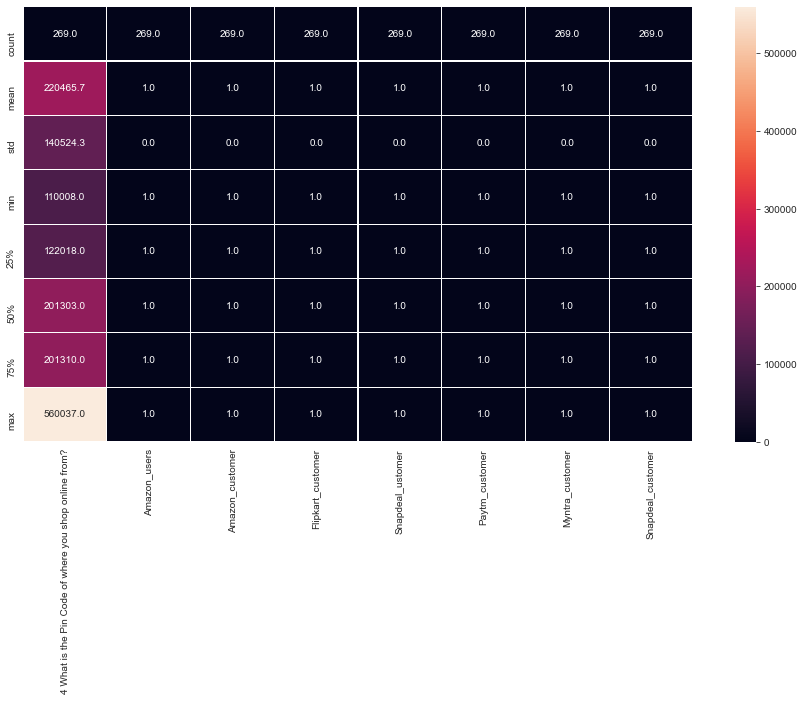 count 269.0 269.0 269.0 269.0 269.0 269.0 269.0 269.0
mean 220465.7 1.0 1.0 1.0 1.0 1.0 1.0 1.0
std 140524.3 0.0 0.0 0.0 0.0 0.0 0.0 0.0
min 110008.0 1.0 1.0 1.0 1.0 1.0 1.0 1.0
25% 122018.0 1.0 1.0 1.0 1.0 1.0 1.0 1.0
50% 201303.0 1.0 1.0 1.0 1.0 1.0 1.0 1.0
75% 201310.0 1.0 1.0 1.0 1.0 1.0 1.0 1.0
max 560037.0 1.0 1.0 1.0 1.0 1.0 1.0 1.0
4 What is the Pin Code of where you shop online from?
Amazon_users
Amazon_customer
Flipkart_customer
Snapdeal_ustomer
Paytm_customer
Myntra_customer
Snapdeal_customer
500000
400000
300000
200000
100000
0